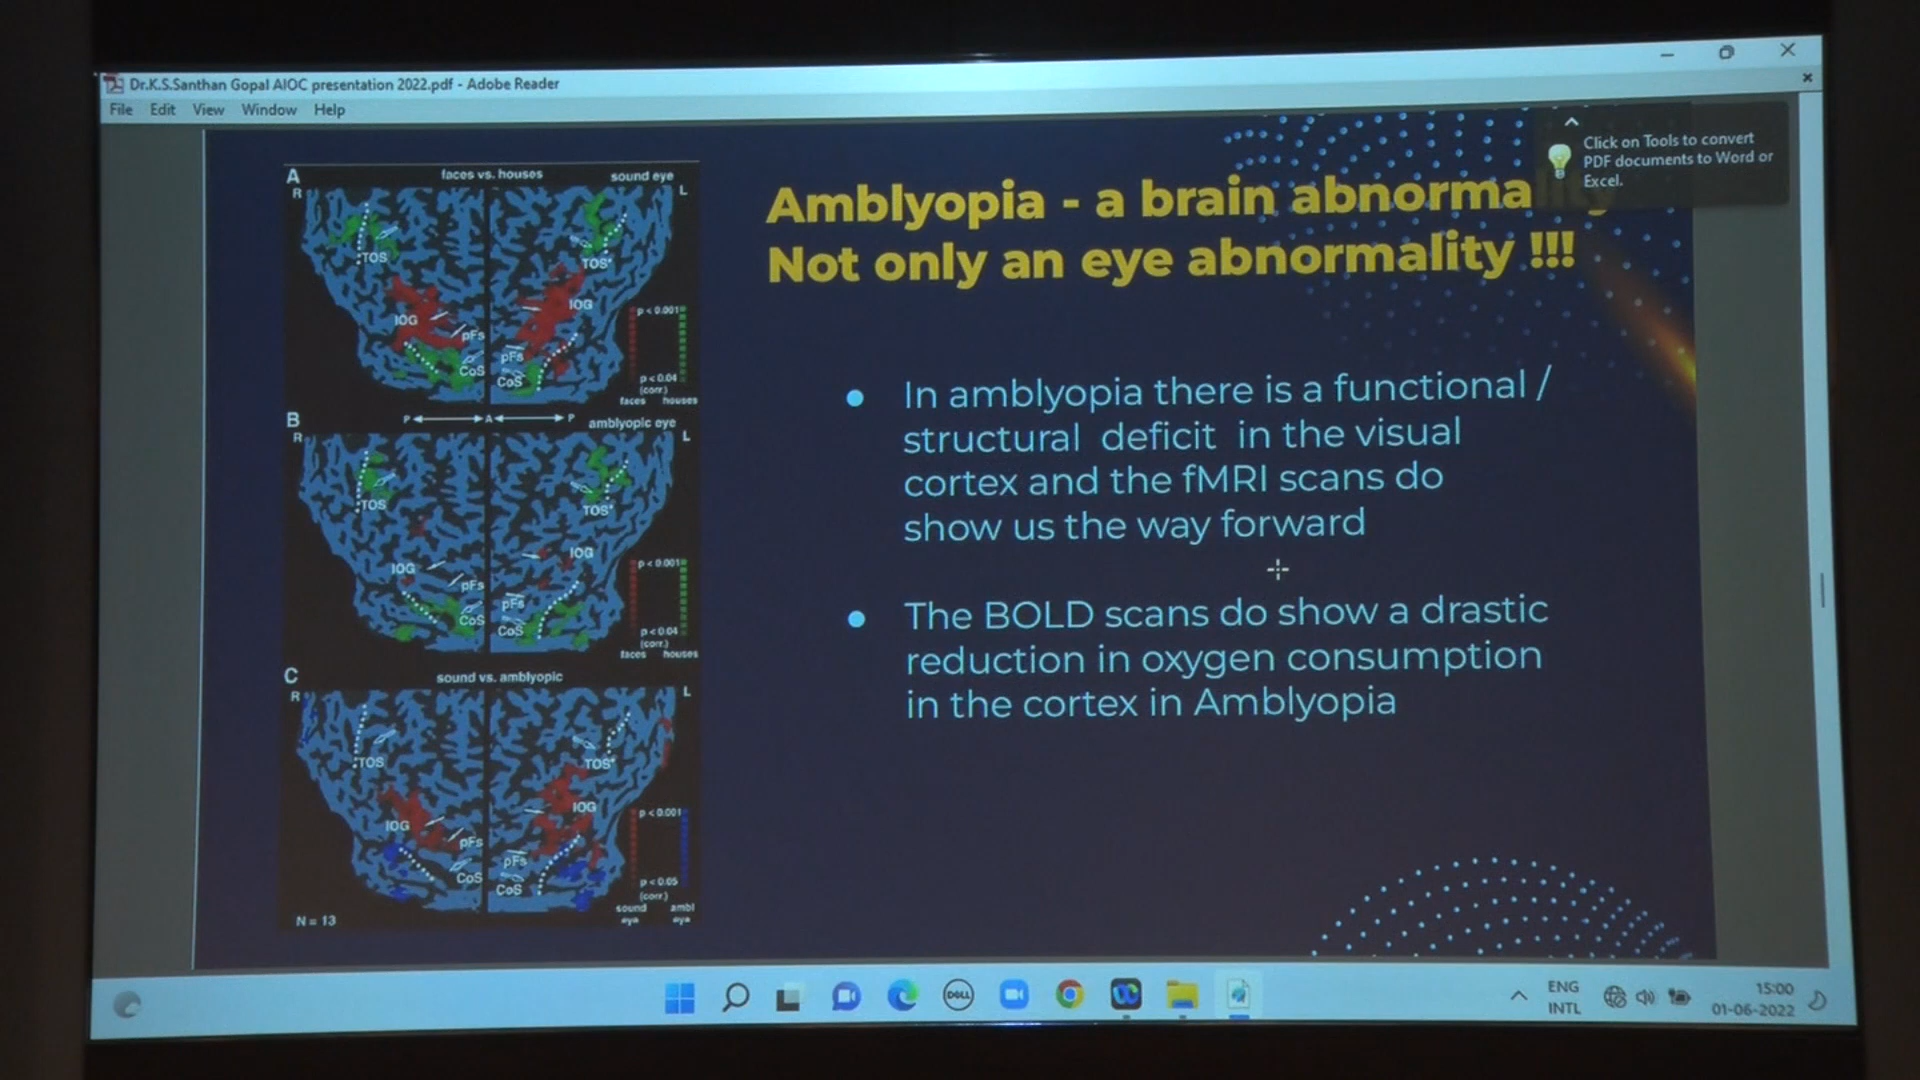 Dr.K.S.Santhan Gopal AIOC presentation 2022.pdf - Adobe Reader
File Edit View Window Help
Click on Tools to convert
PDF documents to Word or
Excel.
Amblyopia - a brain abnorma
Not only an eye abnormality !!!
In amblyopia there is a functional /
structural deficit in the visual
cortex and the fMRI scans do
show us the way forward
The BOLD scans do show a drastic
reduction in oxygen consumption
in the cortex in Amblyopia
A faces vs. houses sound eye
R L
TOS TOS*
IOG IOG
pFs pFs
CoS CoS
p < 0.001
p < 0.04
(corr.)
faces houses
P A P
B amblyopic eye
R L
TOS TOS*
IOG IOG
pFs pFs
CoS CoS
p < 0.001
p < 0.04
(corr.)
faces houses
C sound vs. amblyopic
R L
TOS TOS*
IOG IOG
pFs pFs
CoS CoS
p < 0.001
p < 0.05
(corr.)
sound ambl
eye eye
N = 13
DELL
ENG
INTL
15:00
01-06-2022